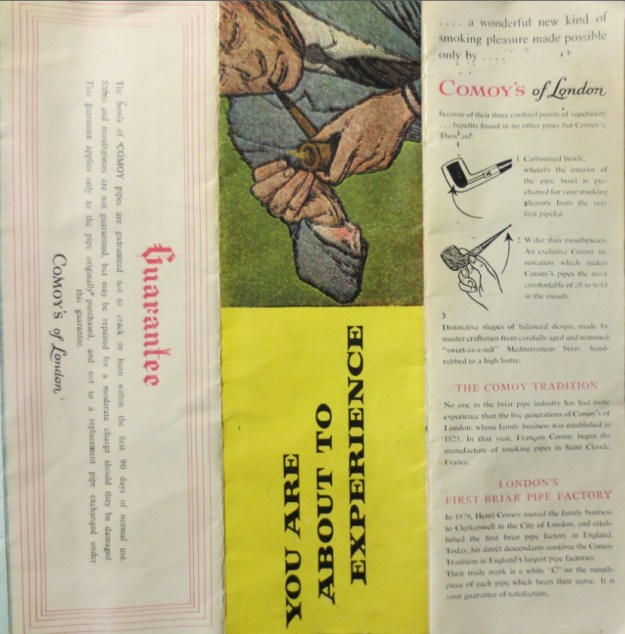 Guarantee
The bowls of COMOY pipes are guaranteed not to crack or burn within the first 90 days of normal use.
Stems and mouthpieces are not guaranteed, but may be repaired for a moderate charge should they be damaged
This guarantee applies only to the pipe originally purchased, and not to a replacement pipe exchanged under
this guarantee.
COMOY'S of London
YOU ARE
ABOUT TO
EXPERIENCE
.... a wonderful new kind of
smoking pleasure made possible
only by ....
COMOY'S of London
because of their three cardinal points of superiority
... benefits found in no other pipes but Comoy's.
These are:
1 Carbonised bowls,
whereby the interior of
the pipe bowl is pre-
charred for your smoking
pleasure from the very
first pipeful
2 Wafer thin mouthpieces.
An exclusive Comoy in-
novation which makes
Comoy's pipes the most
comfortable of all to hold
in the mouth.
3
Distinctive shapes of balanced design, made by
master craftsmen from carefully aged and seasoned
"sweet-as-a-nut" Mediterranean briar, hand-
rubbed to a high lustre.
THE COMOY TRADITION
No one in the briar pipe industry has had more
experience than the five generations of Comoy's of
London, whose family business was established in
1825. In that year, François Comoy began the
manufacture of smoking pipes in Saint Claude,
France.
LONDON'S
FIRST BRIAR PIPE FACTORY
In 1879, Henri Comoy moved the family business
to Clerkenwell in the City of London, and estab-
lished the first briar pipe factory in England.
Today, his direct descendants continue the Comoy
Tradition in England's largest pipe factories.
Their trade mark is a white "C" on the mouth-
piece of each pipe which bears their name. It is
your guarantee of satisfaction.